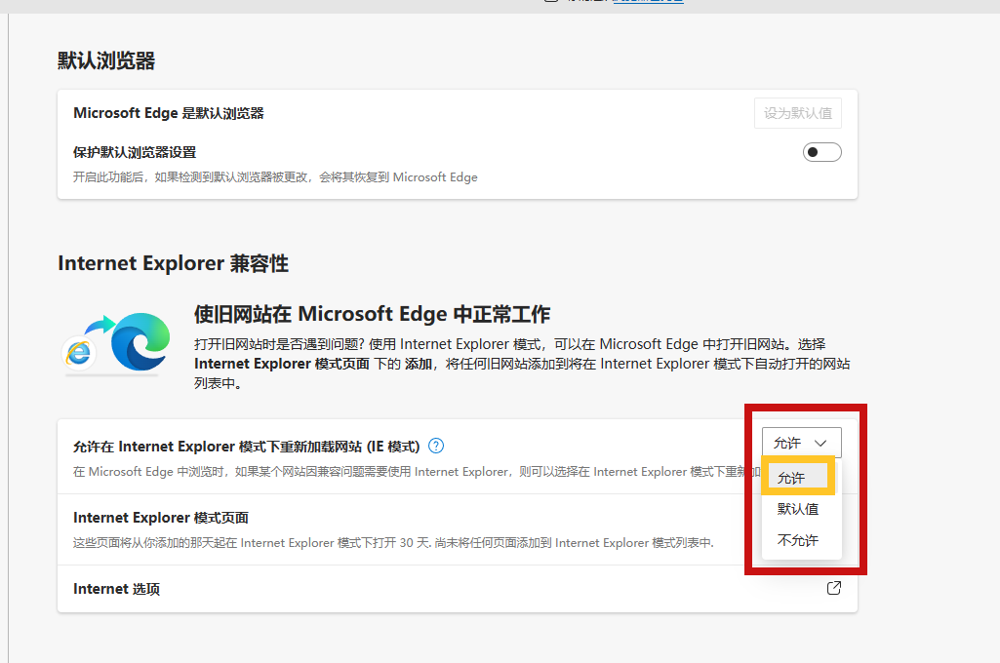 默认浏览器
Microsoft Edge 是默认浏览器
设为默认值
保护默认浏览器设置
开启此功能后，如果检测到默认浏览器被更改，会将其恢复到 Microsoft Edge
Internet Explorer 兼容性
使旧网站在 Microsoft Edge 中正常工作
打开旧网站时是否遇到问题? 使用 Internet Explorer 模式，可以在 Microsoft Edge 中打开旧网站。选择
Internet Explorer 模式页面 下的 添加，将任何旧网站添加到将在 Internet Explorer 模式下自动打开的网站
列表中。
允许在 Internet Explorer 模式下重新加载网站 (IE 模式) ?
允许
在 Microsoft Edge 中浏览时，如果某个网站因兼容问题需要使用 Internet Explorer，则可以选择在 Internet Explorer 模式下重新加
允许
默认值
不允许
Internet Explorer 模式页面
这些页面将从你添加的那天起在 Internet Explorer 模式下打开 30 天. 尚未将任何页面添加到 Internet Explorer 模式列表中.
Internet 选项